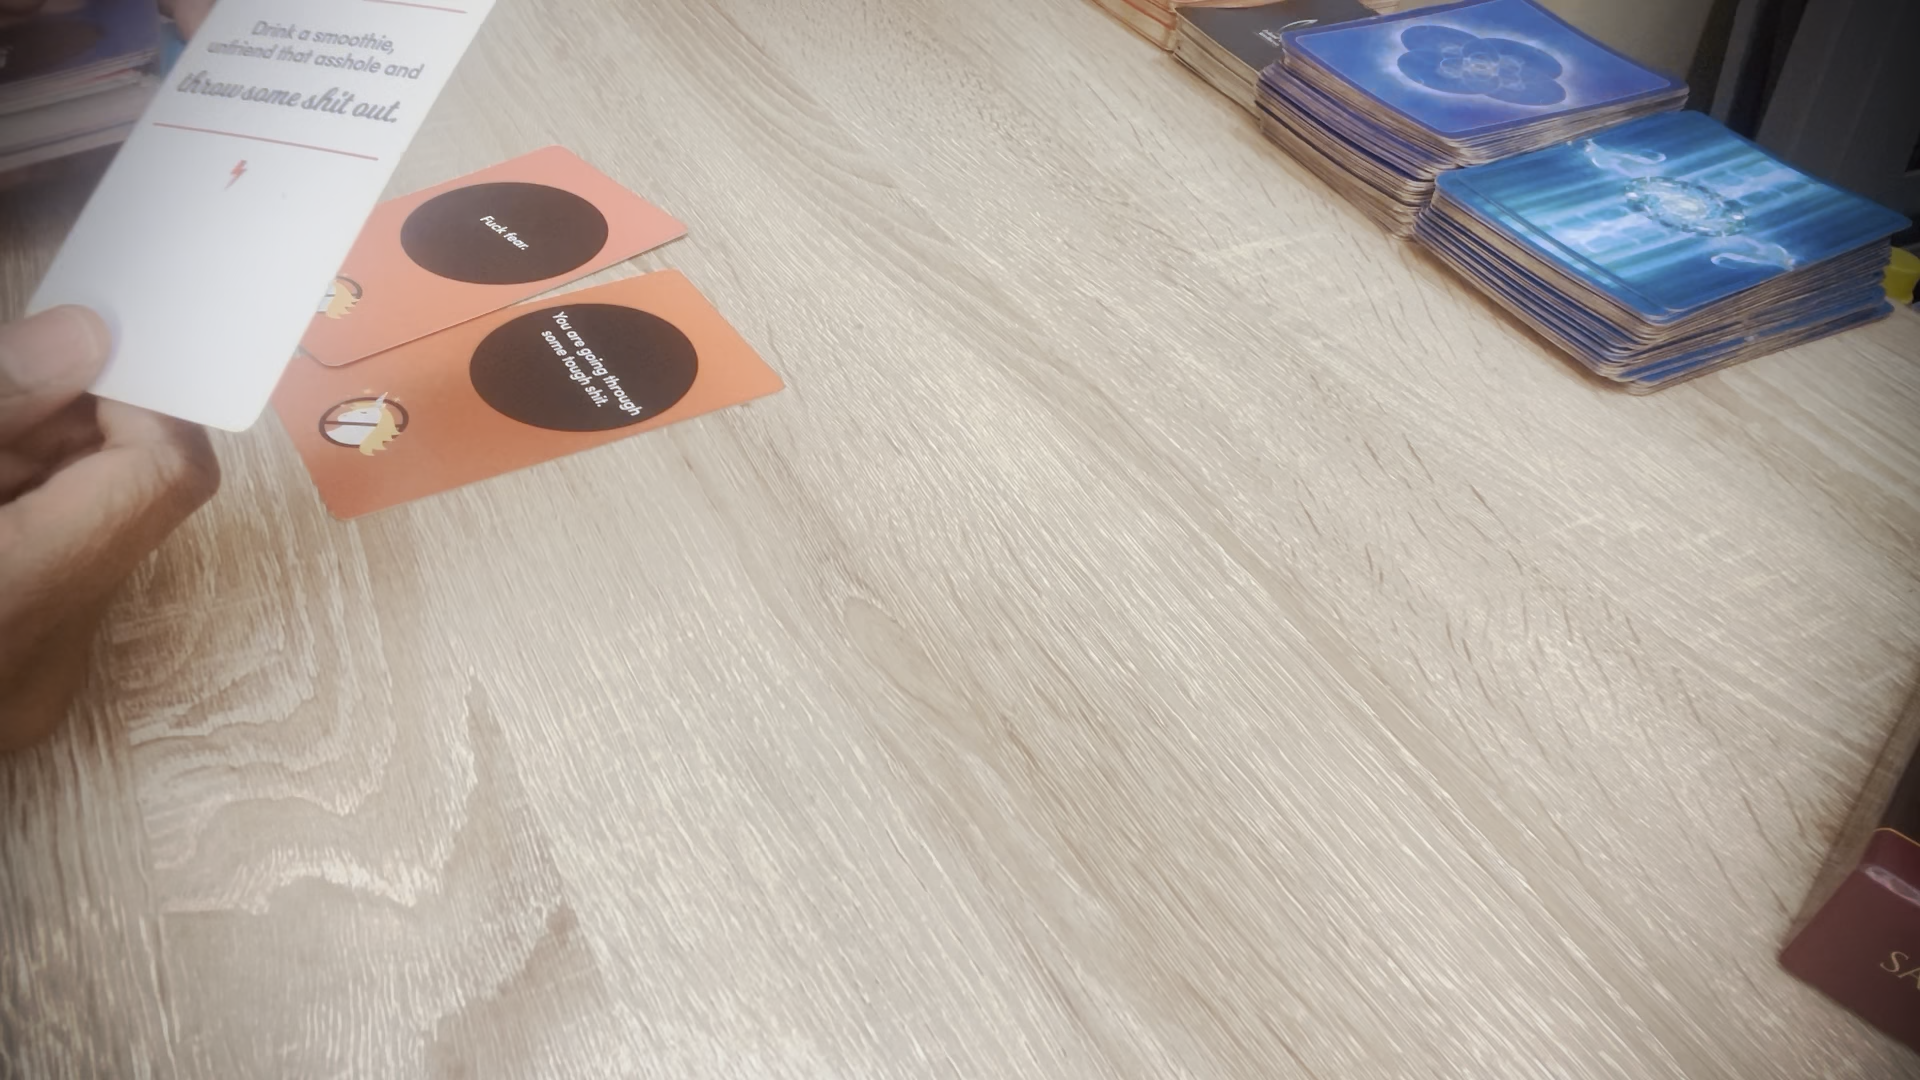 Drink a smoothie,
unfriend that asshole and
throw some shit out.
Fuck fear.
You are going through
some tough shit.
SA